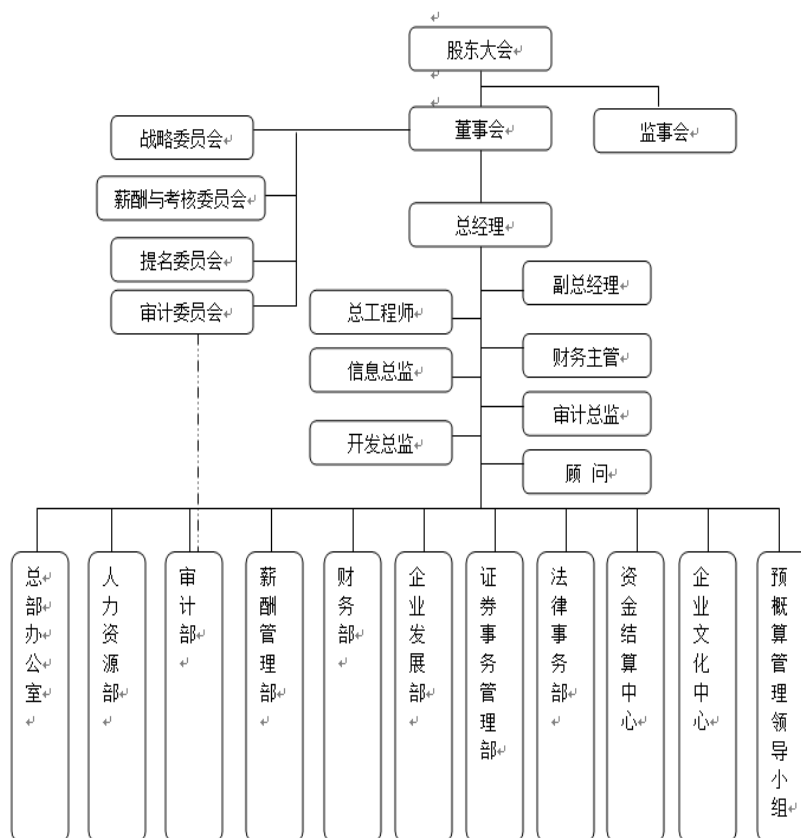 股东大会
董事会
监事会
战略委员会
薪酬与考核委员会
提名委员会
审计委员会
总经理
副总经理
总工程师
财务主管
信息总监
审计总监
开发总监
顾 问
总部办公室
人力资源部
审计部
薪酬管理部
财务部
企业发展部
证券事务管理部
法律事务部
资金结算中心
企业文化中心
预概算管理领导小组